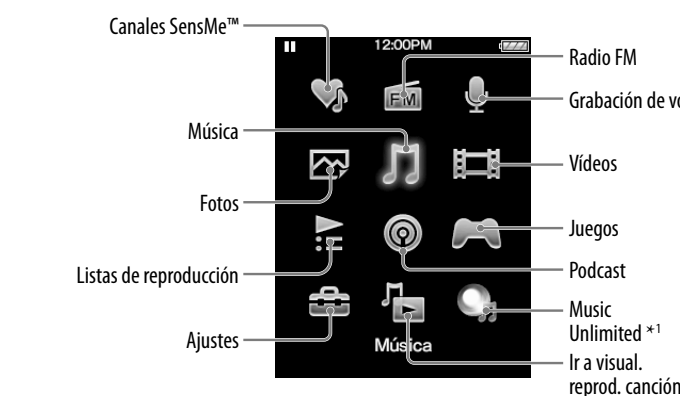 Canales SensMe™
12:00PM
Radio FM
FM
Grabación de
Música
Vídeos
Fotos
Juegos
Listas de reproducción
Podcast
Music
Unlimited *1
Ajustes
Música
Ir a visual.
reprod. canción